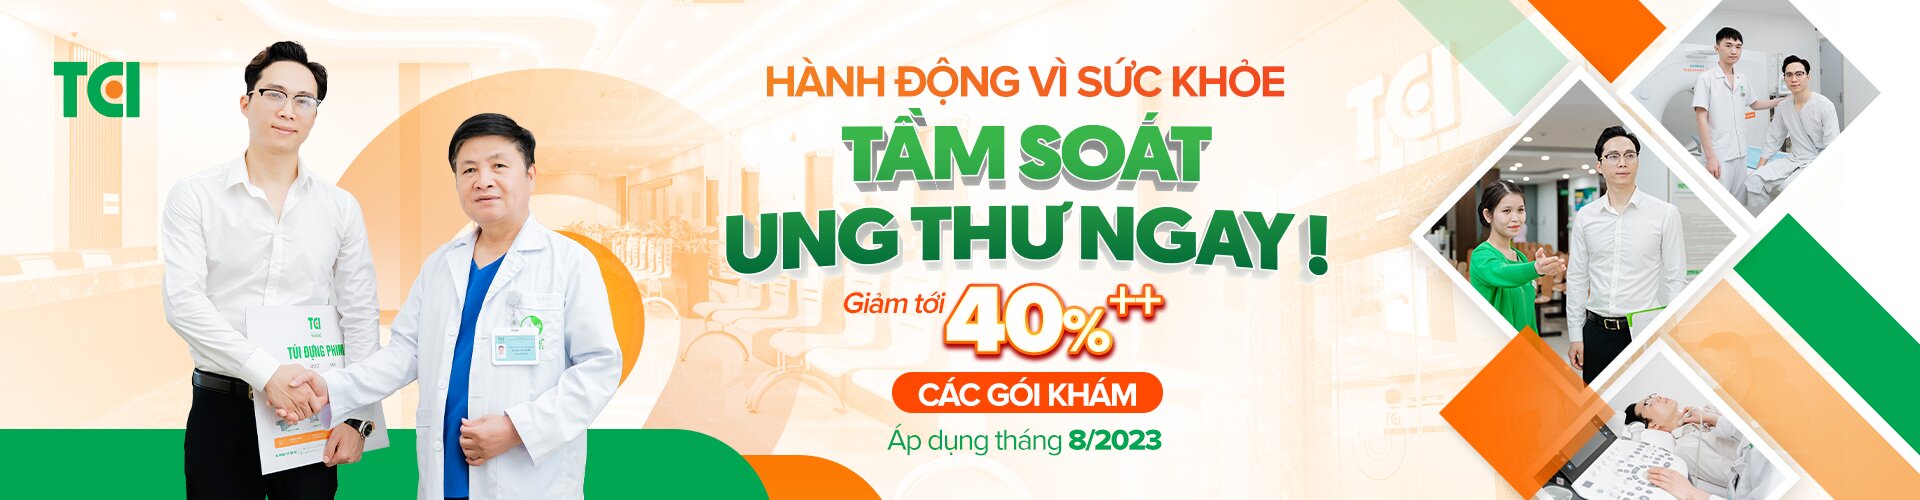 TCI
HÀNH ĐỘNG VÌ SỨC KHỎE
TẦM SOÁT
UNG THƯ NGAY !
Giảm tới 40%++
CÁC GÓI KHÁM
Áp dụng tháng 8/2023
TCI
TÚI ĐỰNG PHIM
TCI